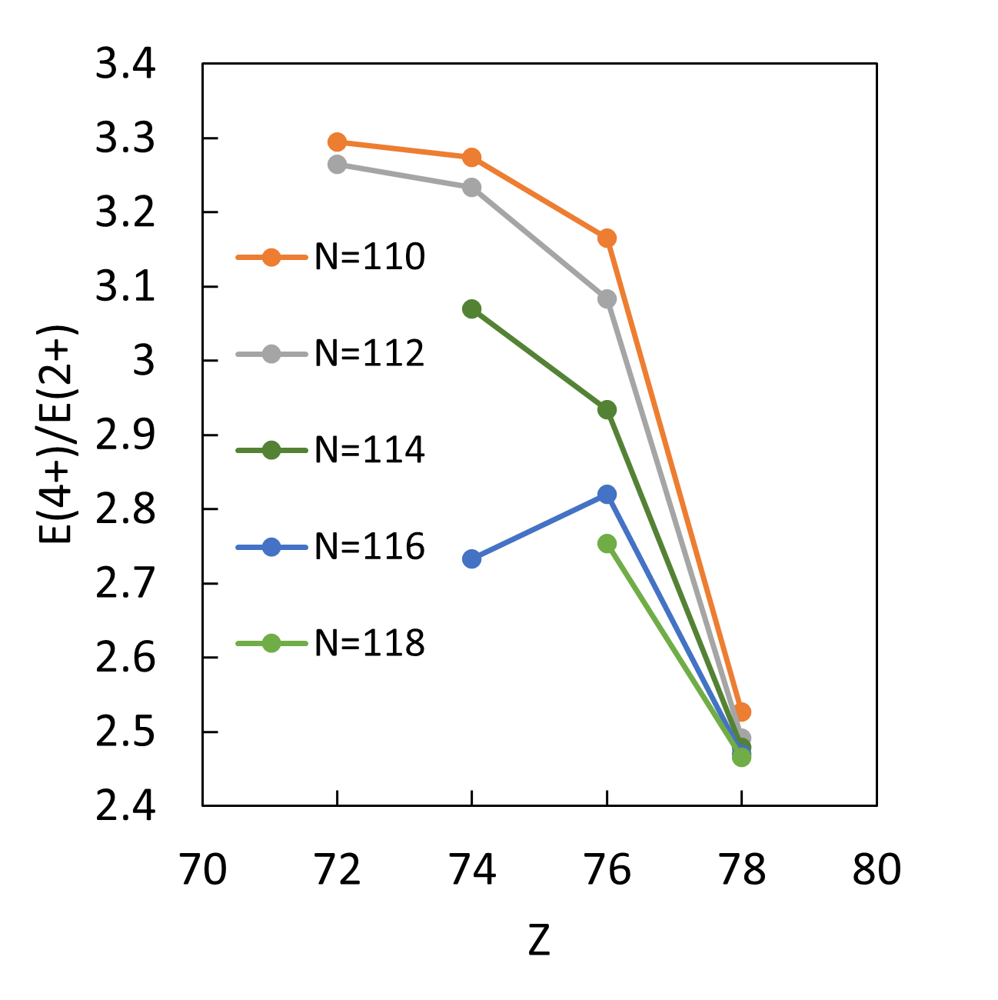 3.4
3.3
3.2
3.1
3
2.9
2.8
2.7
2.6
2.5
2.4
E(4+)/E(2+)
N=110
N=112
N=114
N=116
N=118
70 72 74 76 78 80
Z